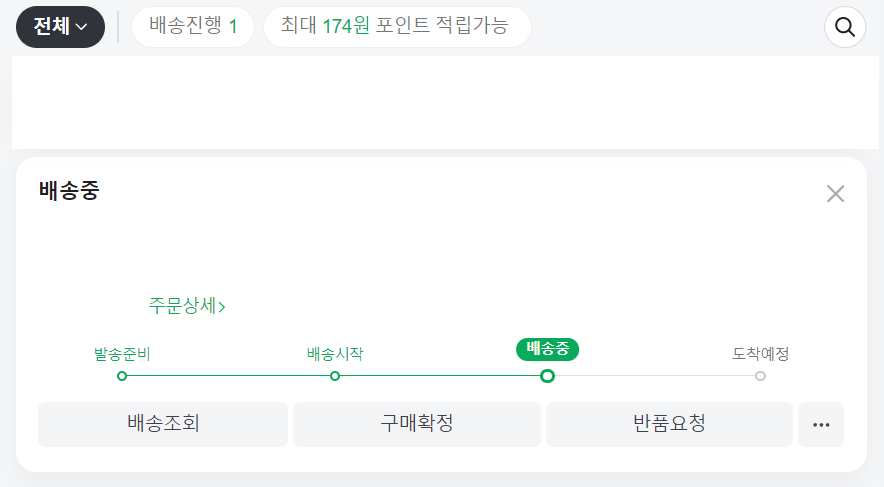 전체
배송진행 1
최대 174원 포인트 적립가능
배송중
주문상세>
발송준비 배송시작 배송중 도착예정
배송조회 구매확정 반품요청 ...